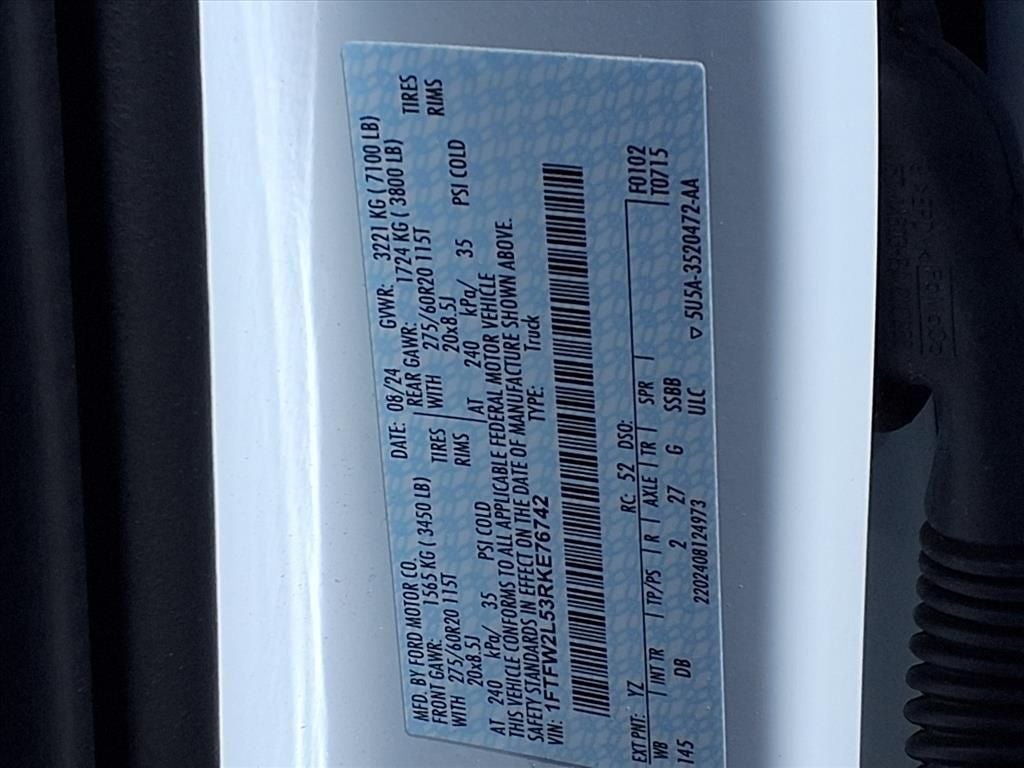 MFD. BY FORD MOTOR CO. DATE: 08/24 GVWR: 3221 KG ( 7100 LB)
FRONT GAWR: 1565 KG ( 3450 LB) REAR GAWR: 1724 KG ( 3800 LB)
WITH 275/60R20 115T TIRES WITH 275/60R20 115T TIRES
20x8.5J RIMS 20x8.5J RIMS
AT 240 kPa/ 35 PSI COLD AT 240 kPa/ 35 PSI COLD
THIS VEHICLE CONFORMS TO ALL APPLICABLE FEDERAL MOTOR VEHICLE
SAFETY STANDARDS IN EFFECT ON THE DATE OF MANUFACTURE SHOWN ABOVE.
VIN: 1FTFW2L53RKE76742 TYPE: Truck
EXT PNT: YZ RC: 52 DSO: F0102
WB INT TR TP/PS R AXLE TR SPR T0715
145 DB 2 27 G SSBB
2202408124973 ULC ▽ 5U5A-3520472-AA